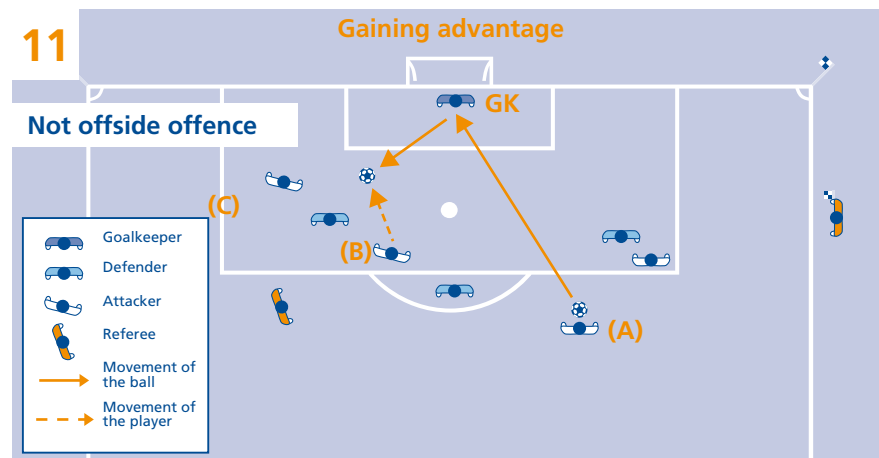 11
Gaining advantage
GK
Not offside offence
(C)
(B)
(A)
Goalkeeper
Defender
Attacker
Referee
Movement of
the ball
Movement of
the player